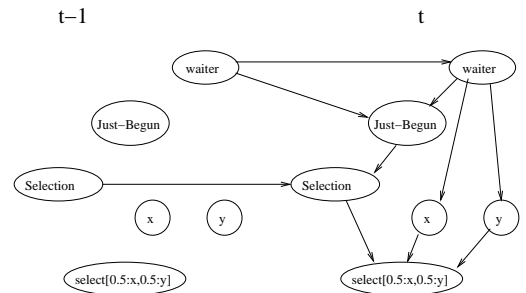 t−1 t
waiter waiter
Just−Begun Just−Begun
Selection Selection
x y x y
select[0.5:x,0.5:y] select[0.5:x,0.5:y]